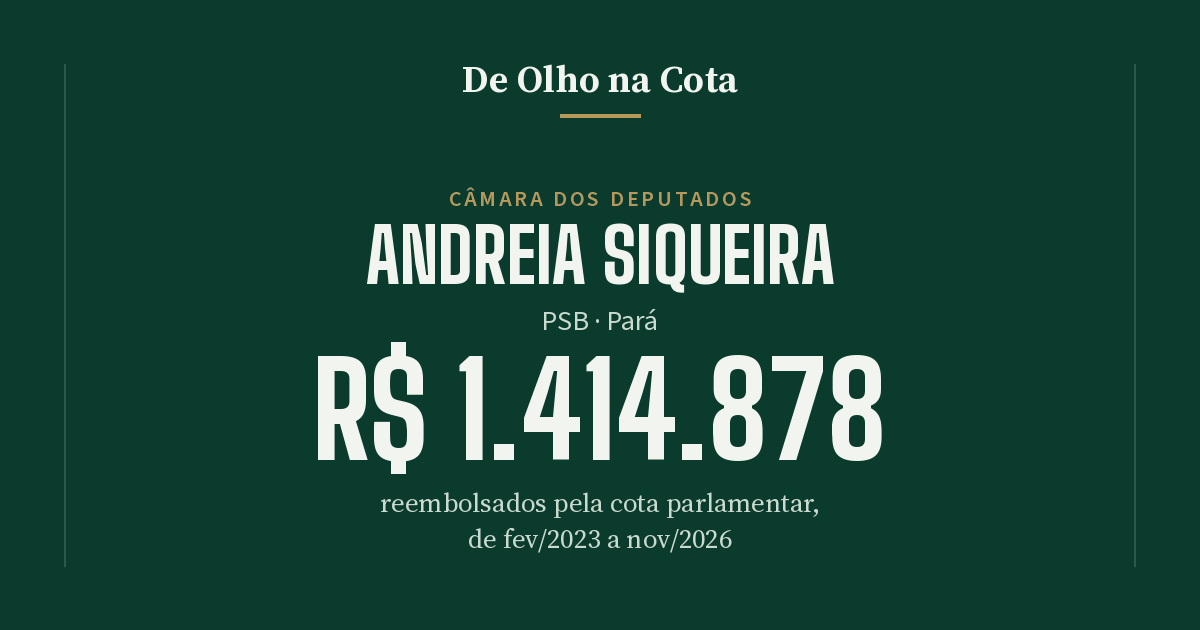 De Olho na Cota
CÂMARA DOS DEPUTADOS
ANDREIA SIQUEIRA
PSB · Pará
R$ 1.414.878
reembolsados pela cota parlamentar,
de fev/2023 a nov/2026